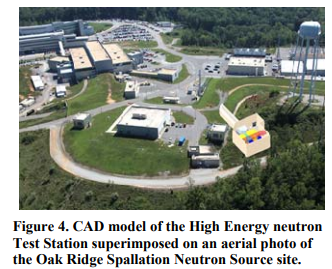 Figure 4. CAD model of the High Energy neutron
Test Station superimposed on an aerial photo of
the Oak Ridge Spallation Neutron Source site.